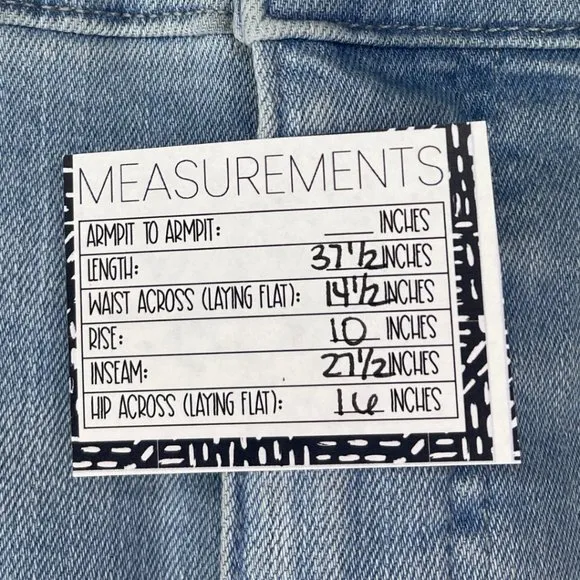 MEASUREMENTS
ARMPIT TO ARMPIT: ___ INCHES
LENGTH: 37 1/2 INCHES
WAIST ACROSS (LAYING FLAT): 14 1/2 INCHES
RISE: 10 INCHES
INSEAM: 27 1/2 INCHES
HIP ACROSS (LAYING FLAT): 16 INCHES